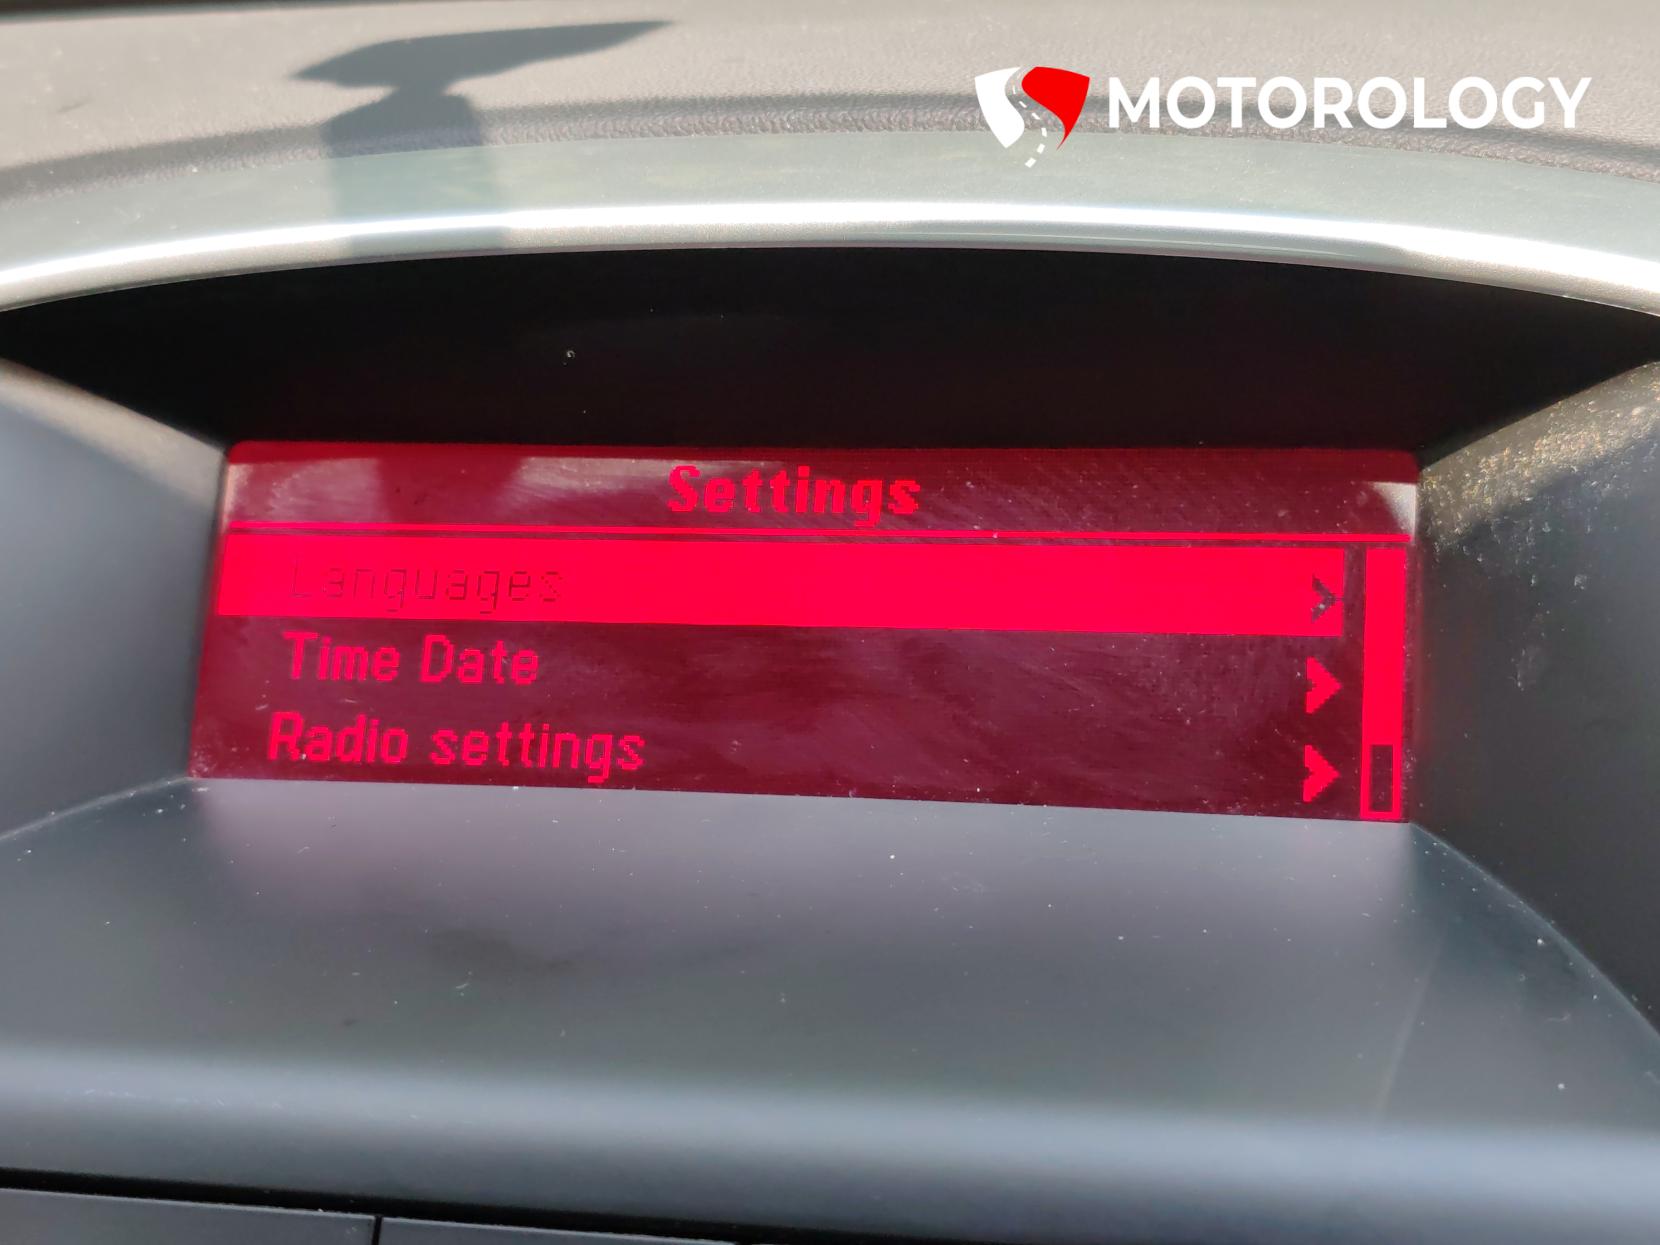 MOTOROLOGY
Settings
Languages
Time Date
Radio settings